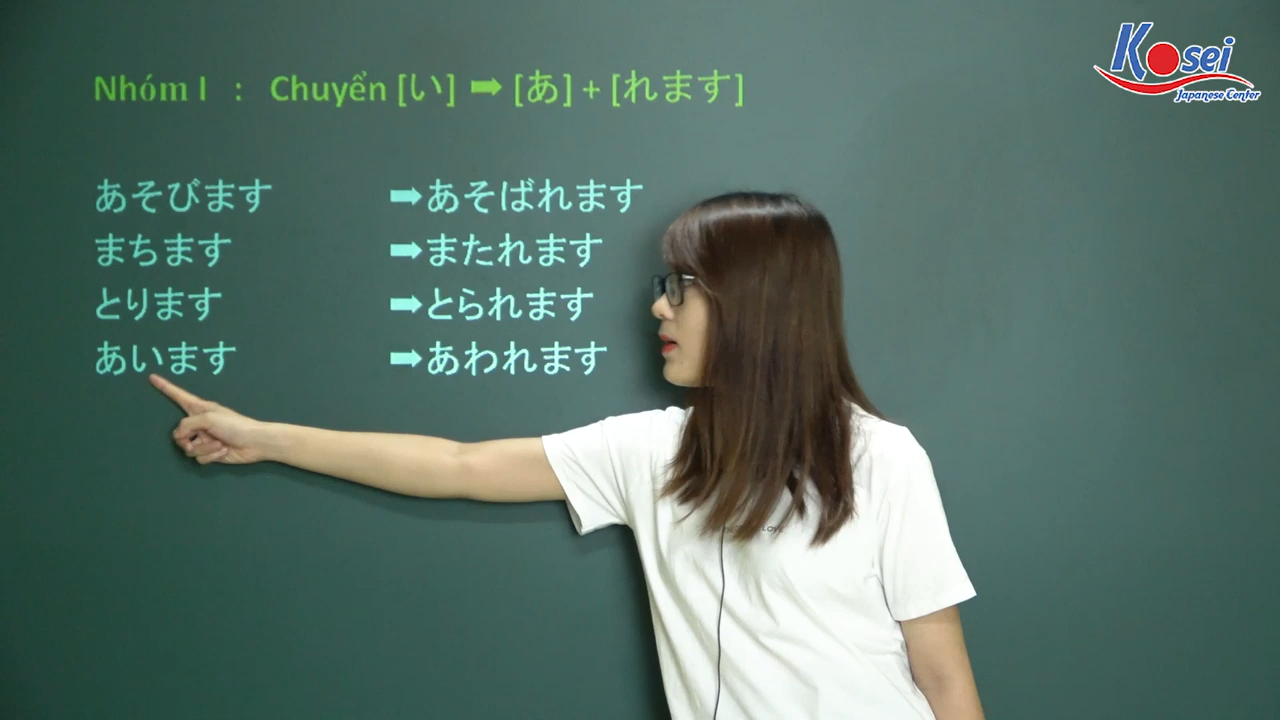 Nhóm I : Chuyển [い] ➡ [あ] + [れます]
あそびます ➡あそばれます
まちます ➡またれます
とります ➡とられます
あいます ➡あわれます
Kosei
Japanese Center